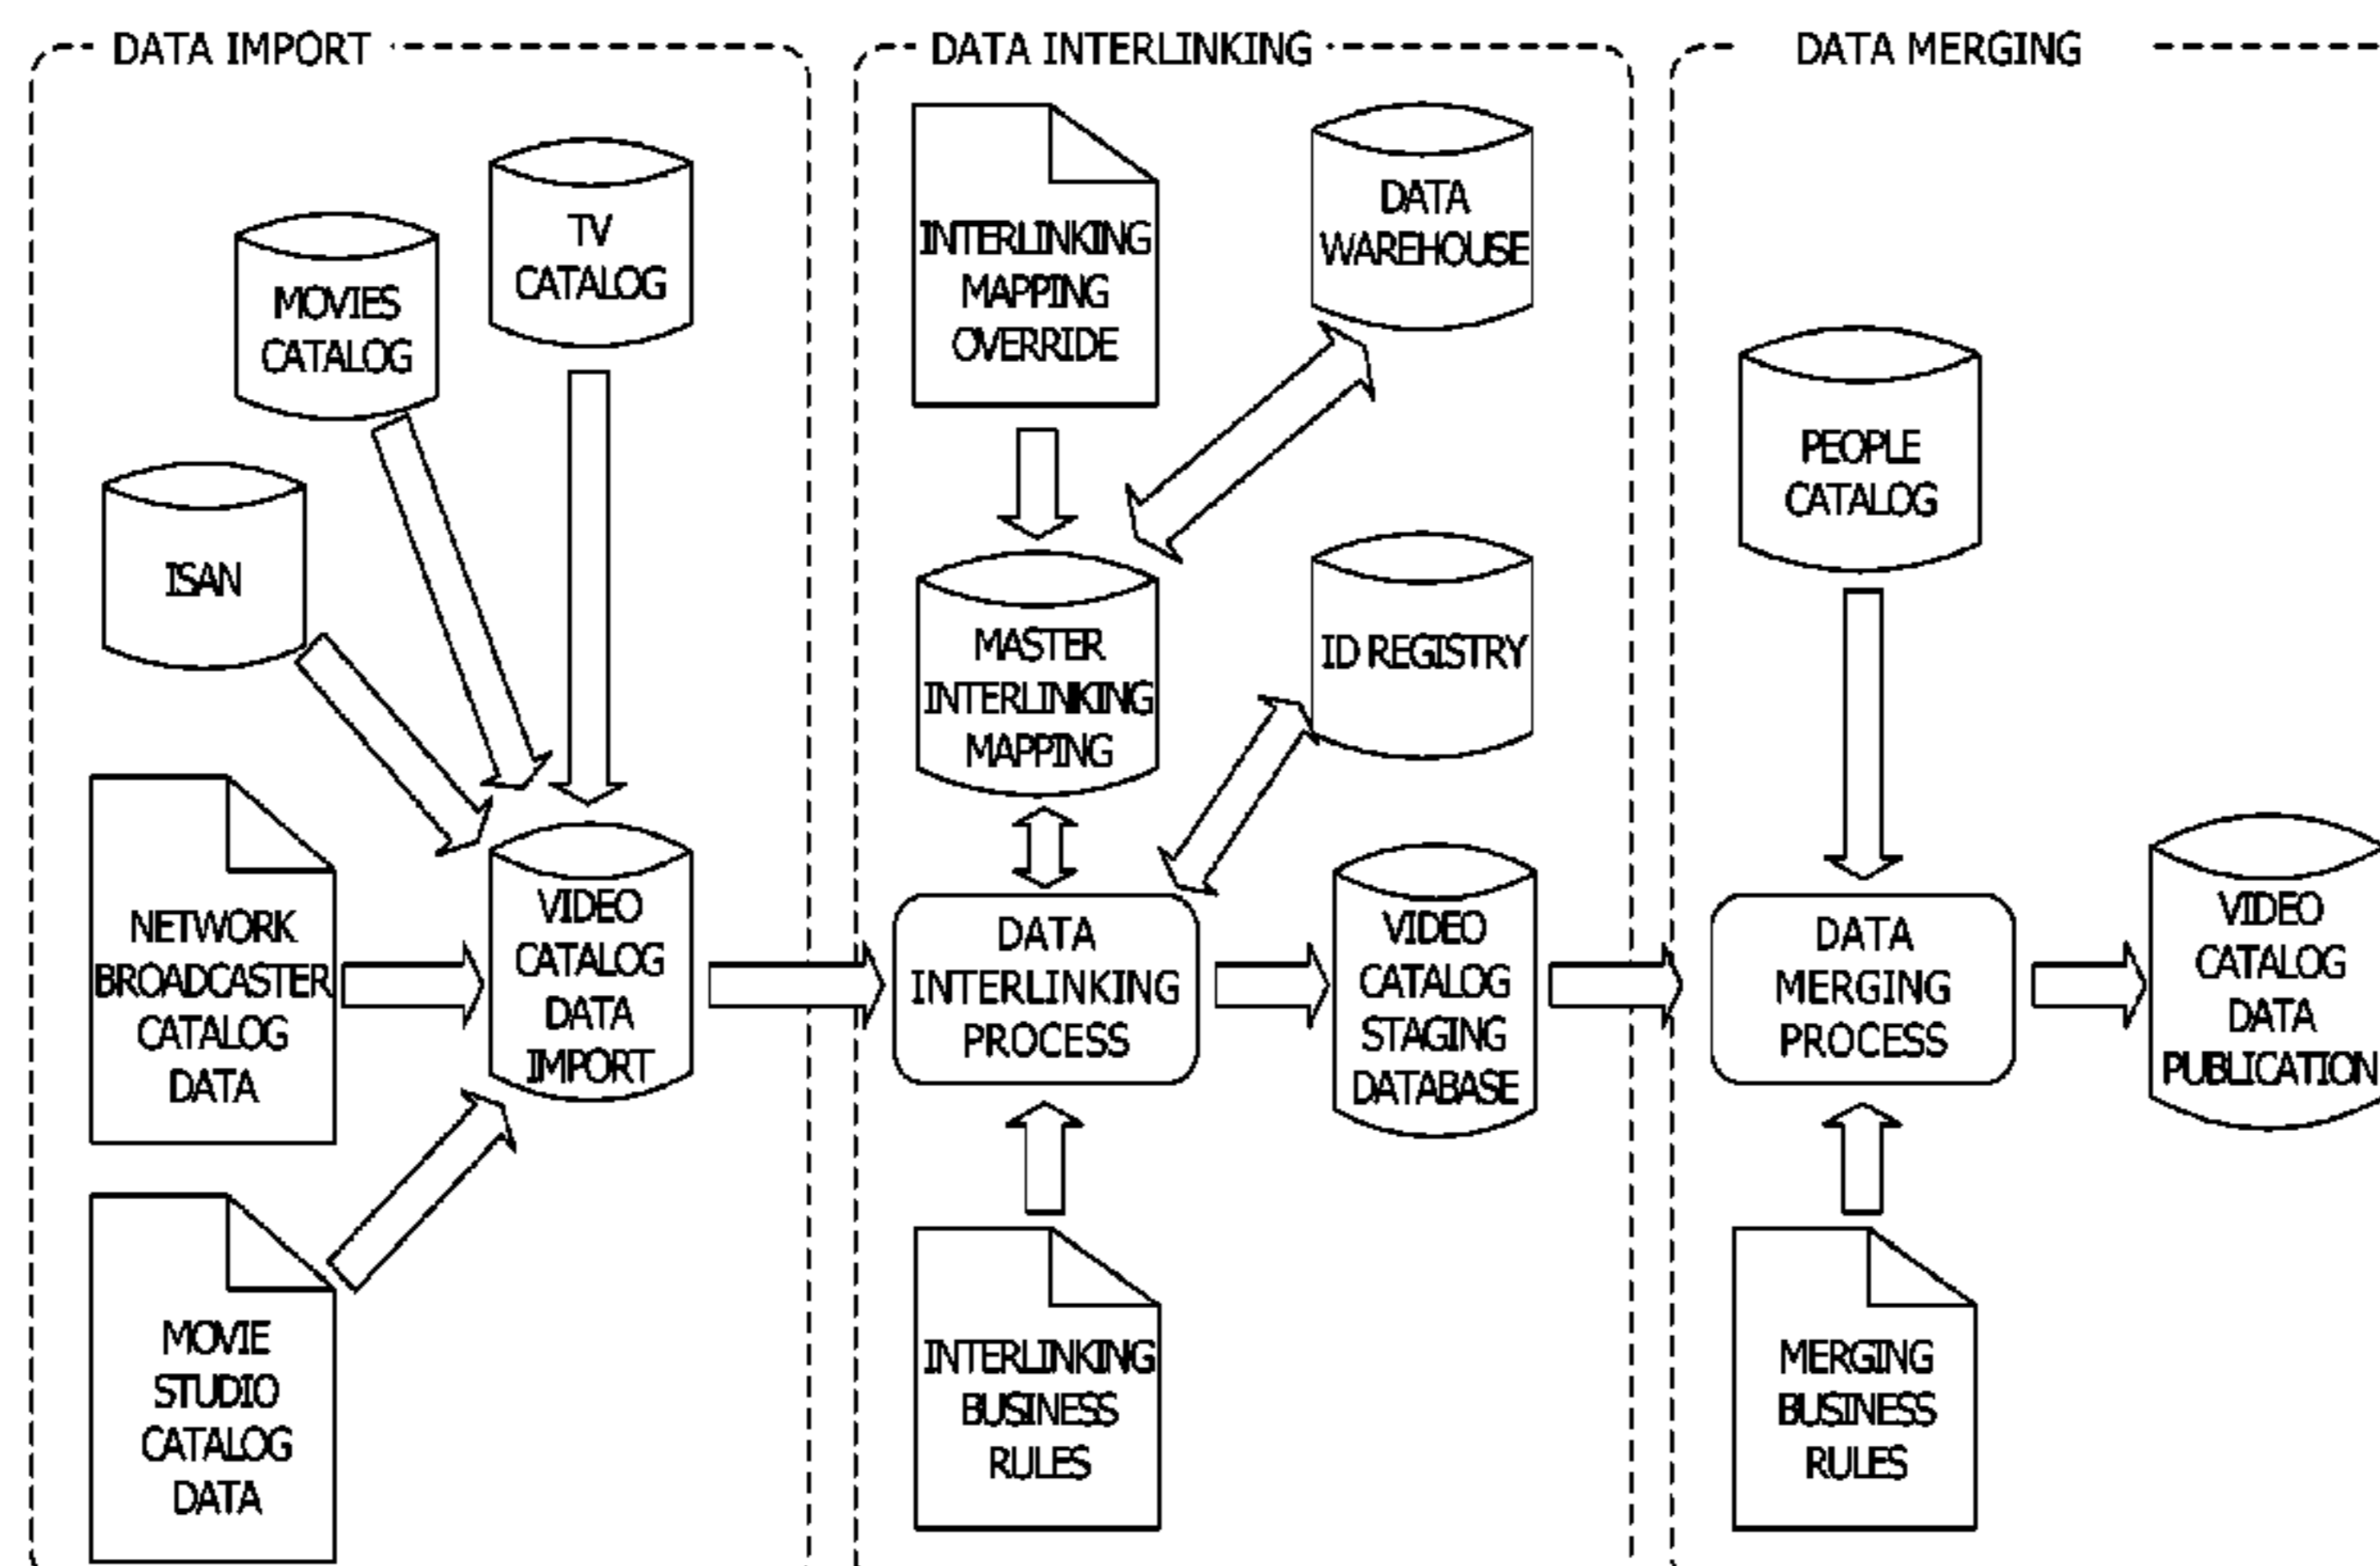 DATA IMPORT
TV
CATALOG
MOVIES
CATALOG
ISAN
NETWORK
BROADCASTER
CATALOG
DATA
VIDEO
CATALOG
DATA
IMPORT
MOVIE
STUDIO
CATALOG
DATA
DATA INTERLINKING
INTERLINKING
MAPPING
OVERRIDE
DATA
WAREHOUSE
MASTER
INTERLINKING
MAPPING
ID REGISTRY
DATA
INTERLINKING
PROCESS
VIDEO
CATALOG
STAGING
DATABASE
INTERLINKING
BUSINESS
RULES
DATA MERGING
PEOPLE
CATALOG
DATA
MERGING
PROCESS
VIDEO
CATALOG
DATA
PUBLICATION
MERGING
BUSINESS
RULES